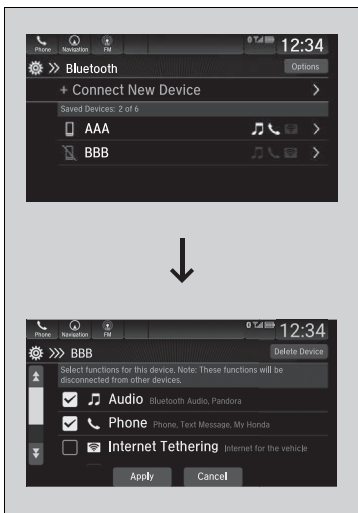 Phone Navigation FM 12:34
Bluetooth Options
+ Connect New Device
Saved Devices: 2 of 6
AAA
BBB
Phone Navigation FM 12:34
BBB Delete Device
Select functions for this device. Note: These functions will be
disconnected from other devices.
Audio Bluetooth Audio, Pandora
Phone Phone, Text Message, My Honda
Internet Tethering Internet for the vehicle
Apply Cancel